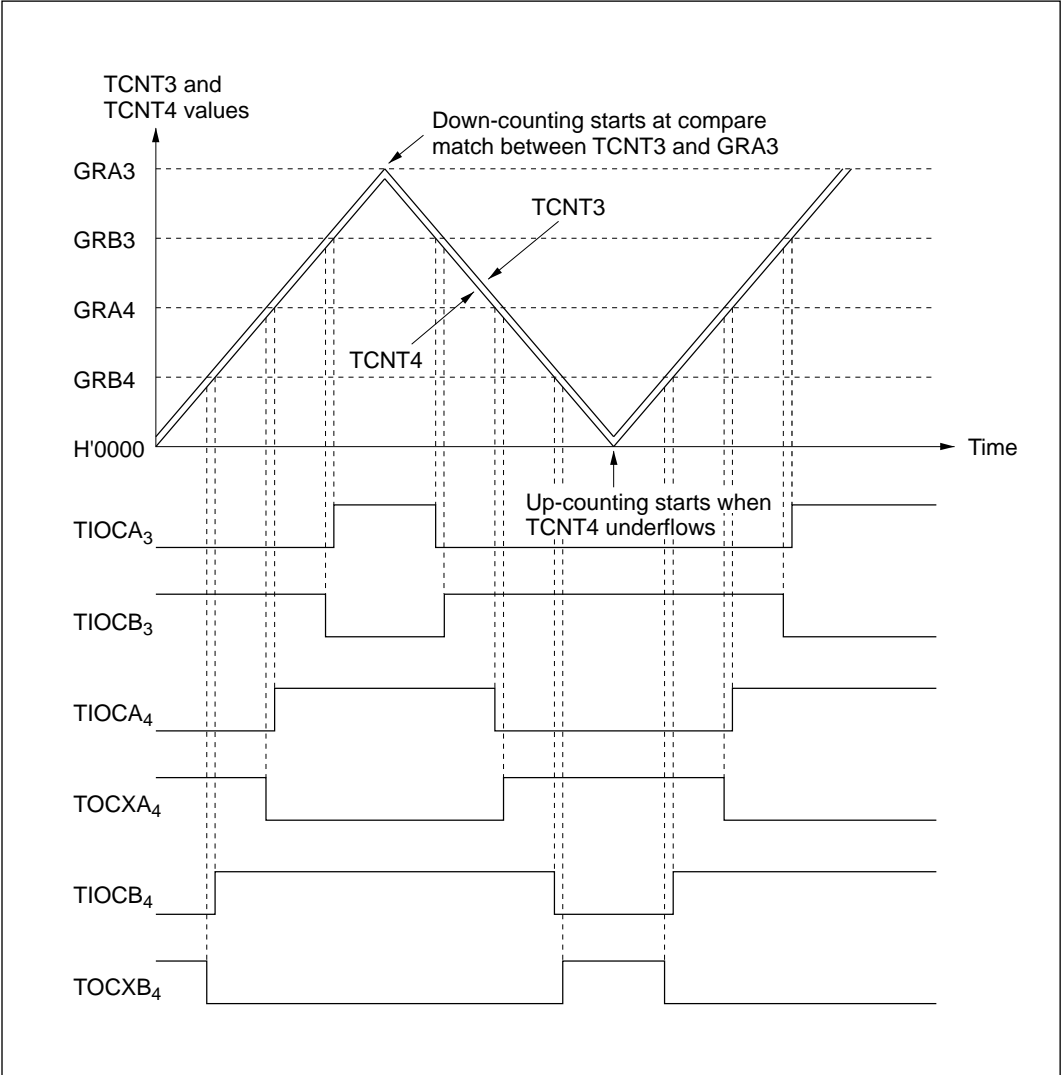 TCNT3 and
TCNT4 values
Down-counting starts at compare
match between TCNT3 and GRA3
GRA3
TCNT3
GRB3
GRA4
TCNT4
GRB4
H'0000
Time
Up-counting starts when
TCNT4 underflows
TIOCA3
TIOCB3
TIOCA4
TOCXA4
TIOCB4
TOCXB4